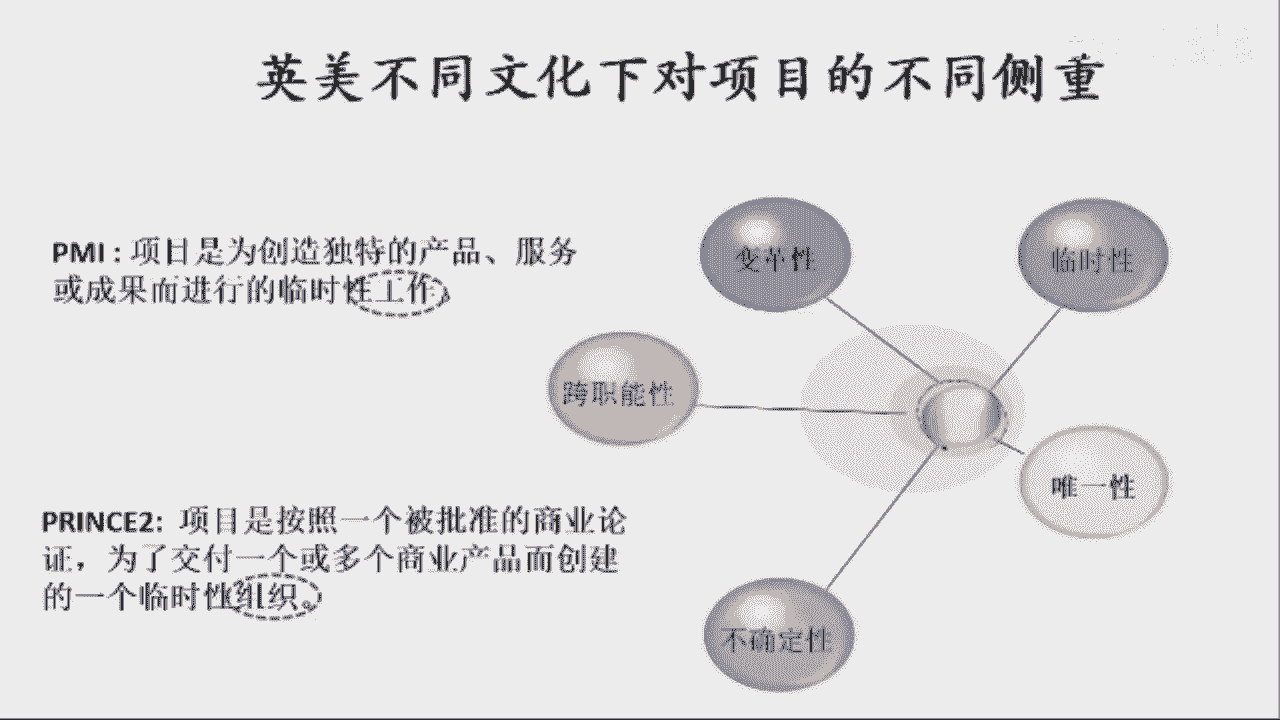 英美不同文化下对项目的不同侧重
PMI : 项目是为创造独特的产品、服务
或成果而进行的临时性工作。
变革性
临时性
跨职能性
唯一性
PRINCE2: 项目是按照一个被批准的商业论
证，为了交付一个或多个商业产品而创建
的一个临时性组织。
不确定性